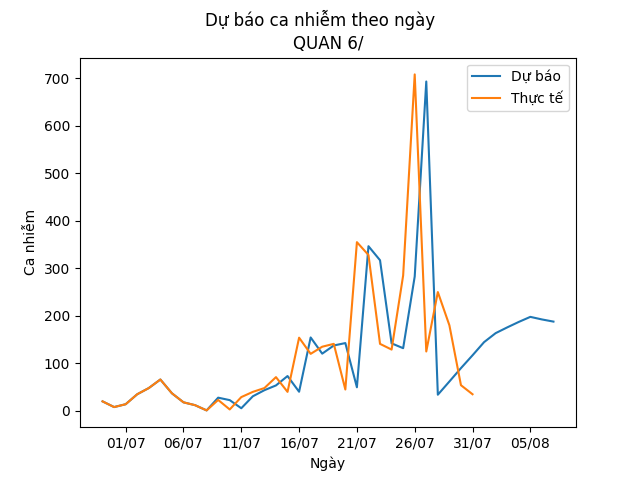 Dự báo ca nhiễm theo ngày
QUAN 6/
Dự báo
Thực tế
Ca nhiễm
700
600
500
400
300
200
100
0
01/07 06/07 11/07 16/07 21/07 26/07 31/07 05/08
Ngày